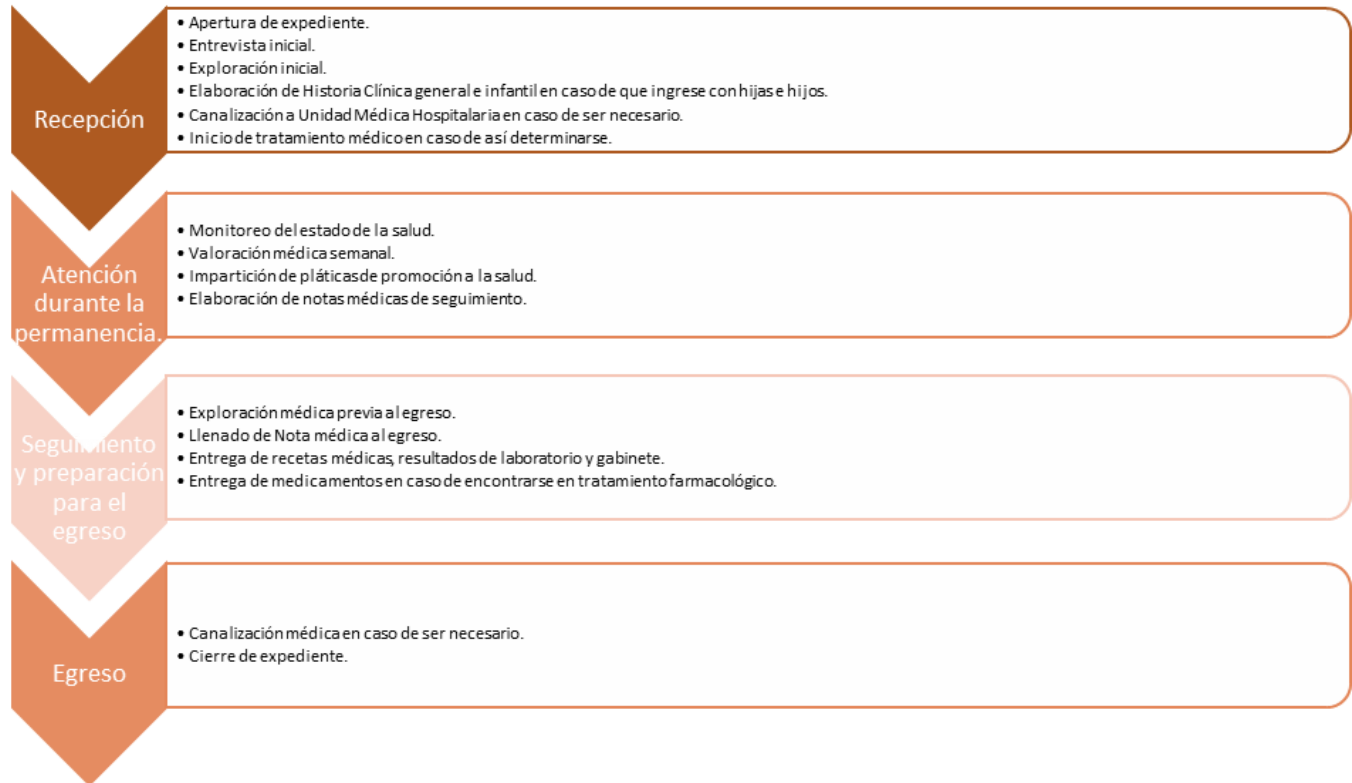 Recepción
• Apertura de expediente.
• Entrevista inicial.
• Exploración inicial.
• Elaboración de Historia Clínica general e infantil en caso de que ingrese con hijas e hijos.
• Canalización a Unidad Médica Hospitalaria en caso de ser necesario.
• Inicio de tratamiento médico en caso de así determinarse.
Atención
durante la
permanencia.
• Monitoreo del estado de la salud.
• Valoración médica semanal.
• Impartición de pláticas de promoción a la salud.
• Elaboración de notas médicas de seguimiento.
Seguimiento
y preparación
para el
egreso
• Exploración médica previa al egreso.
• Llenado de Nota médica al egreso.
• Entrega de recetas médicas, resultados de laboratorio y gabinete.
• Entrega de medicamentos en caso de encontrarse en tratamiento farmacológico.
Egreso
• Canalización médica en caso de ser necesario.
• Cierre de expediente.